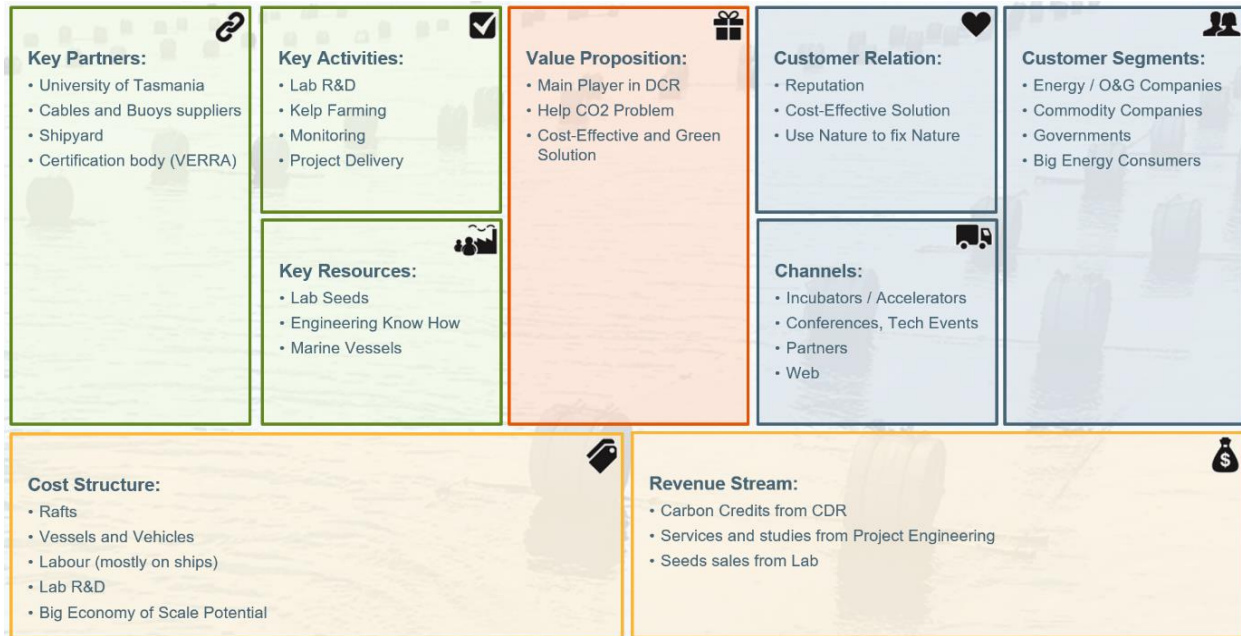 Key Partners:
• University of Tasmania
• Cables and Buoys suppliers
• Shipyard
• Certification body (VERRA)
Key Activities:
• Lab R&D
• Kelp Farming
• Monitoring
• Project Delivery
Key Resources:
• Lab Seeds
• Engineering Know How
• Marine Vessels
Value Proposition:
• Main Player in DCR
• Help CO2 Problem
• Cost-Effective and Green
Solution
Customer Relation:
• Reputation
• Cost-Effective Solution
• Use Nature to fix Nature
Channels:
• Incubators / Accelerators
• Conferences, Tech Events
• Partners
• Web
Customer Segments:
• Energy / O&G Companies
• Commodity Companies
• Governments
• Big Energy Consumers
Cost Structure:
• Rafts
• Vessels and Vehicles
• Labour (mostly on ships)
• Lab R&D
• Big Economy of Scale Potential
$
Revenue Stream:
• Carbon Credits from CDR
• Services and studies from Project Engineering
• Seeds sales from Lab